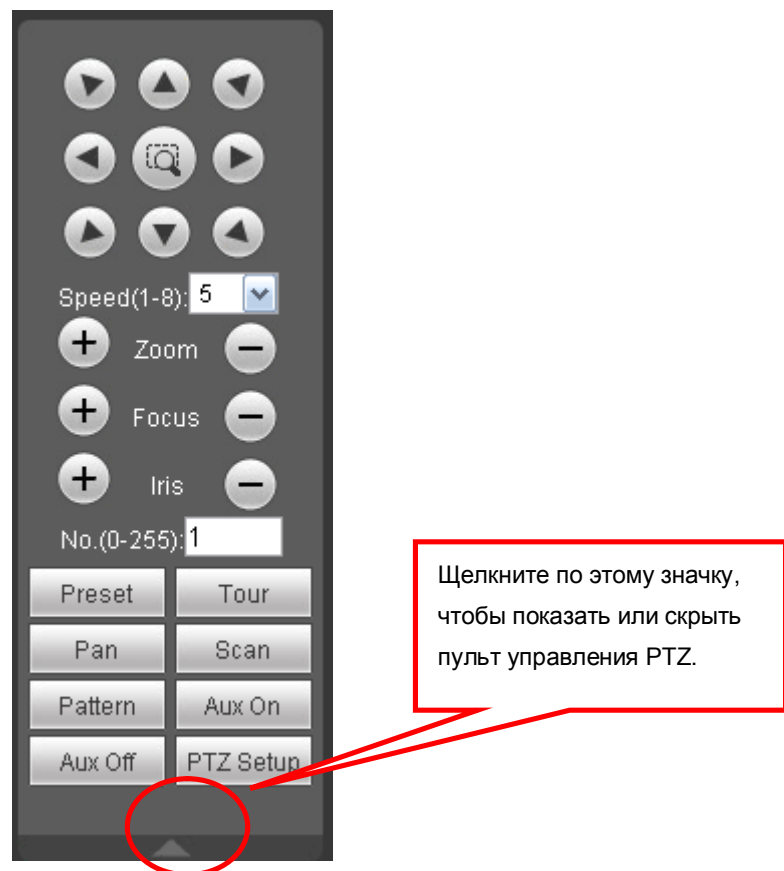 Speed(1-8): 5
+ Zoom −
+ Focus −
+ Iris −
No.(0-255): 1
Preset Tour
Pan Scan
Pattern Aux On
Aux Off PTZ Setup
Щелкните по этому значку,
чтобы показать или скрыть
пульт управления PTZ.